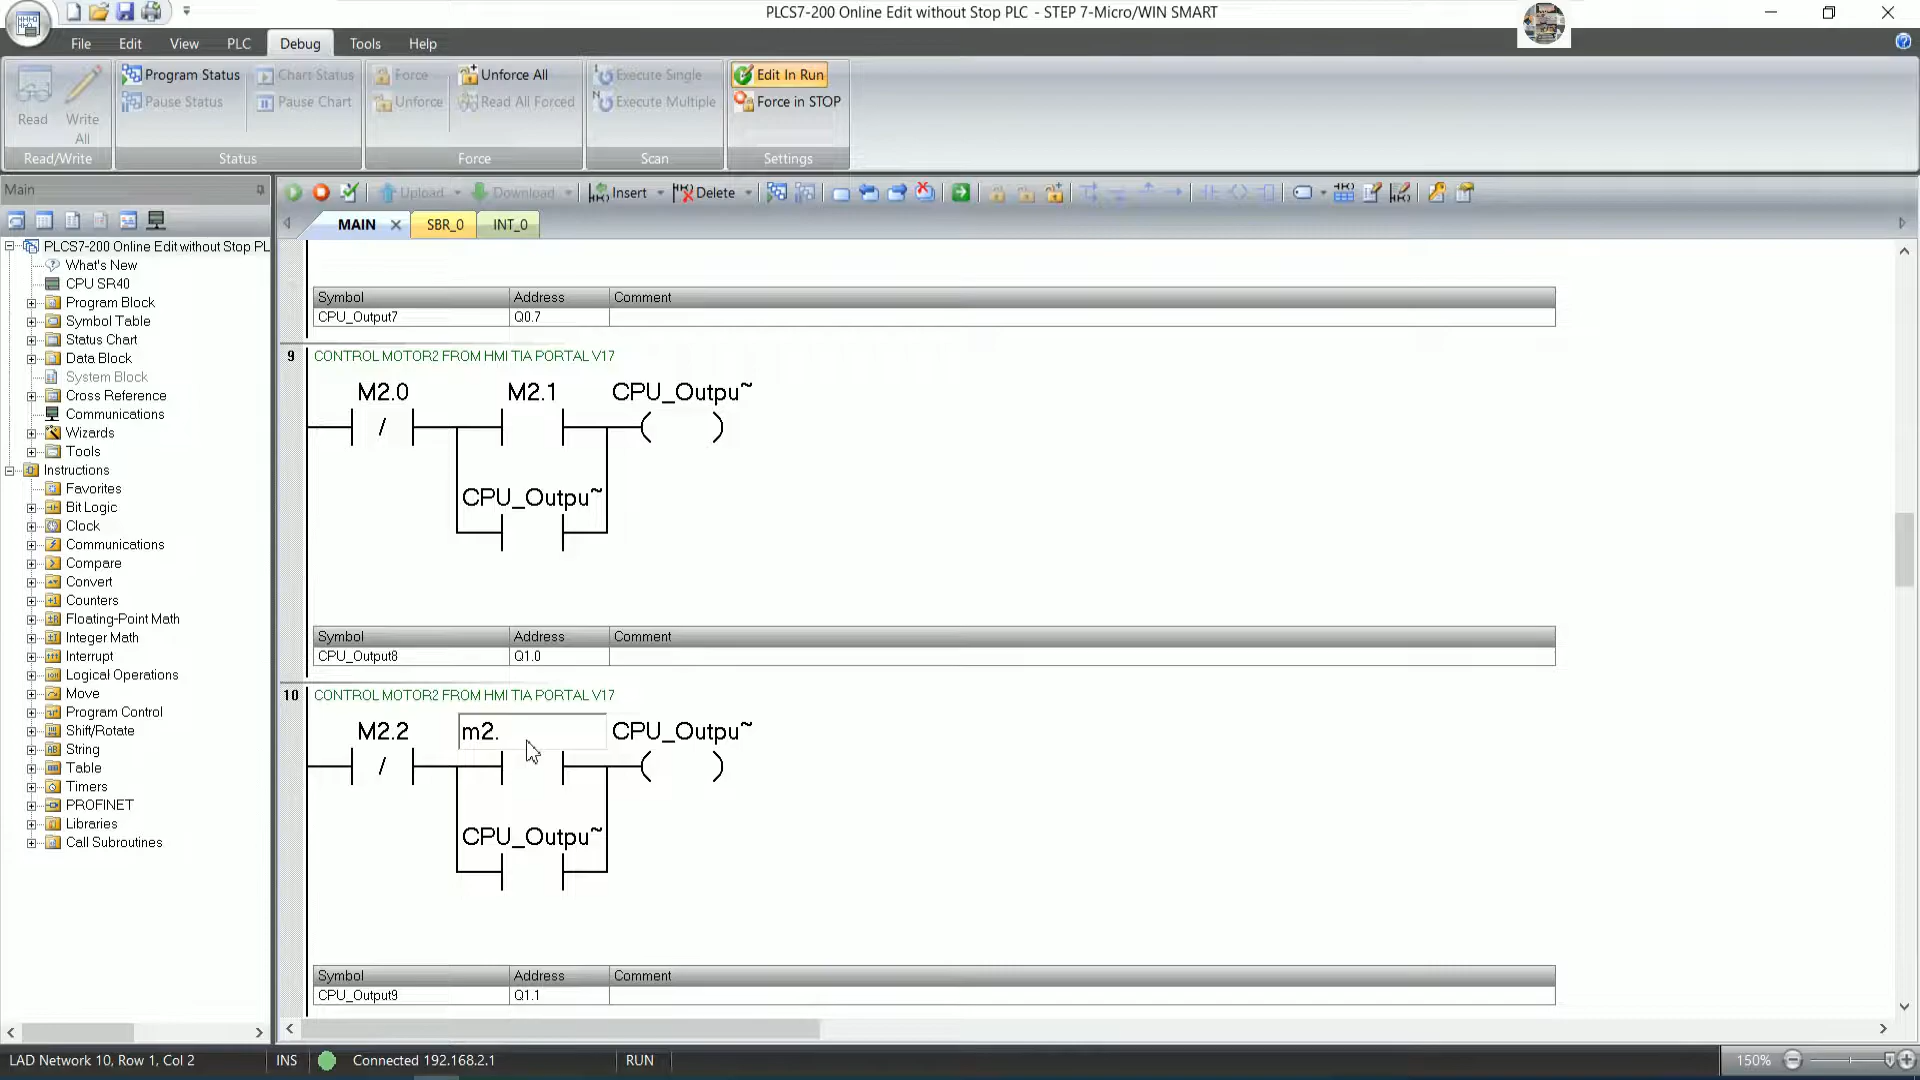 PLCS7-200 Online Edit without Stop PLC - STEP 7-Micro/WIN SMART
File Edit View PLC Debug Tools Help
Read Write All
Read/Write
Program Status Chart Status
Pause Status Pause Chart
Status
Force Unforce All
Unforce Read All Forced
Force
Execute Single
Execute Multiple
Scan
Edit In Run
Force in STOP
Settings
Main
Upload Download Insert Delete
MAIN SBR_0 INT_0
PLCS7-200 Online Edit without Stop PL
What's New
CPU SR40
Program Block
Symbol Table
Status Chart
Data Block
System Block
Cross Reference
Communications
Wizards
Tools
Instructions
Favorites
Bit Logic
Clock
Communications
Compare
Convert
Counters
Floating-Point Math
Integer Math
Interrupt
Logical Operations
Move
Program Control
Shift/Rotate
String
Table
Timers
PROFINET
Libraries
Call Subroutines
Symbol Address Comment
CPU_Output7 Q0.7
9 CONTROL MOTOR2 FROM HMI TIA PORTAL V17
M2.0 M2.1 CPU_Outpu~
/
CPU_Outpu~
Symbol Address Comment
CPU_Output8 Q1.0
10 CONTROL MOTOR2 FROM HMI TIA PORTAL V17
M2.2 m2. CPU_Outpu~
/
CPU_Outpu~
Symbol Address Comment
CPU_Output9 Q1.1
LAD Network 10, Row 1, Col 2 INS Connected 192.168.2.1 RUN 150%